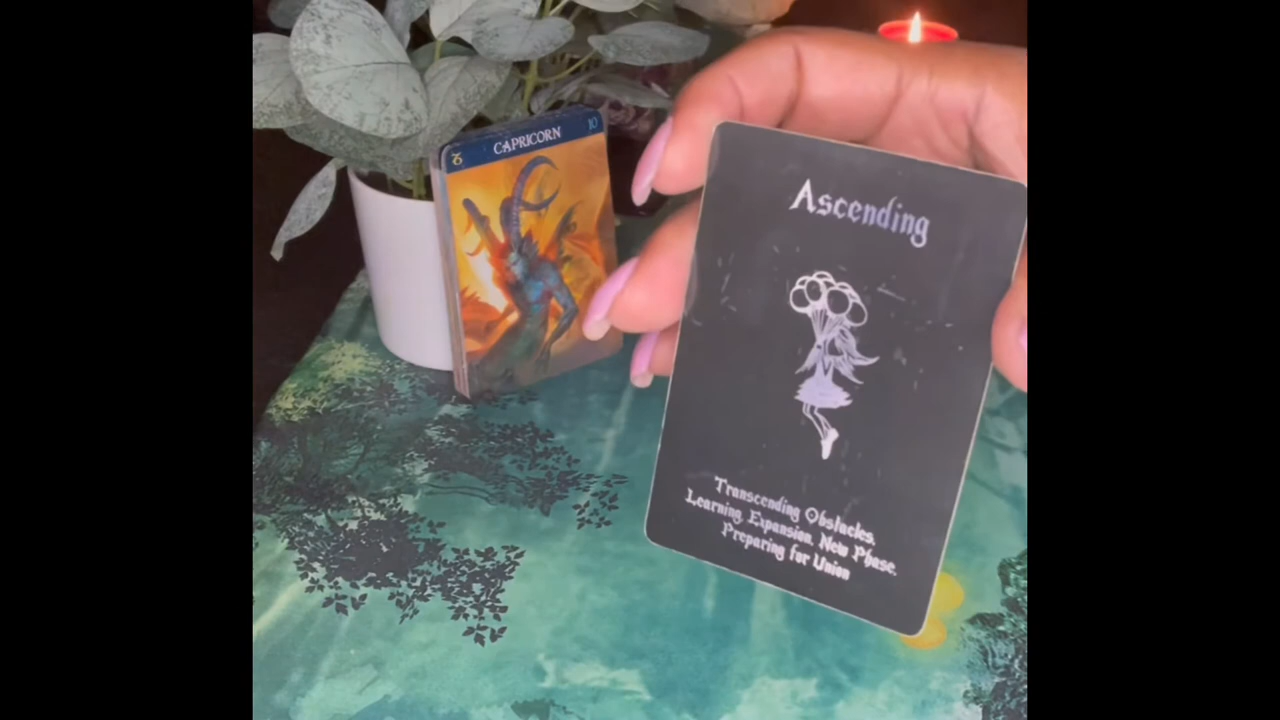 CAPRICORN 10
Ascending
Transcending Obstacles,
Learning, Expansion, New Phase,
Preparing for Union